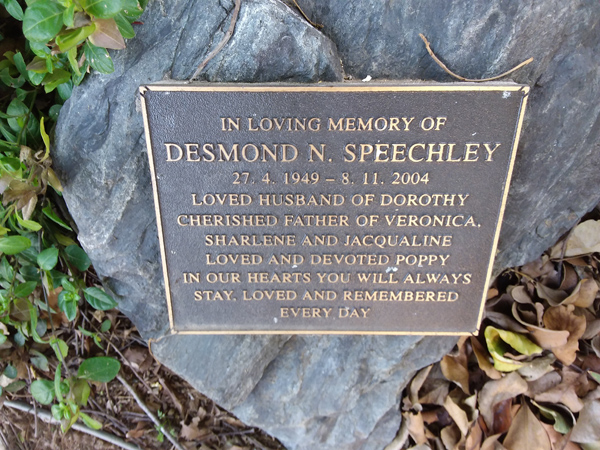 IN LOVING MEMORY OF
DESMOND N. SPEECHLEY
27. 4. 1949 – 8. 11. 2004
LOVED HUSBAND OF DOROTHY
CHERISHED FATHER OF VERONICA,
SHARLENE AND JACQUALINE
LOVED AND DEVOTED POPPY
IN OUR HEARTS YOU WILL ALWAYS
STAY, LOVED AND REMEMBERED
EVERY DAY